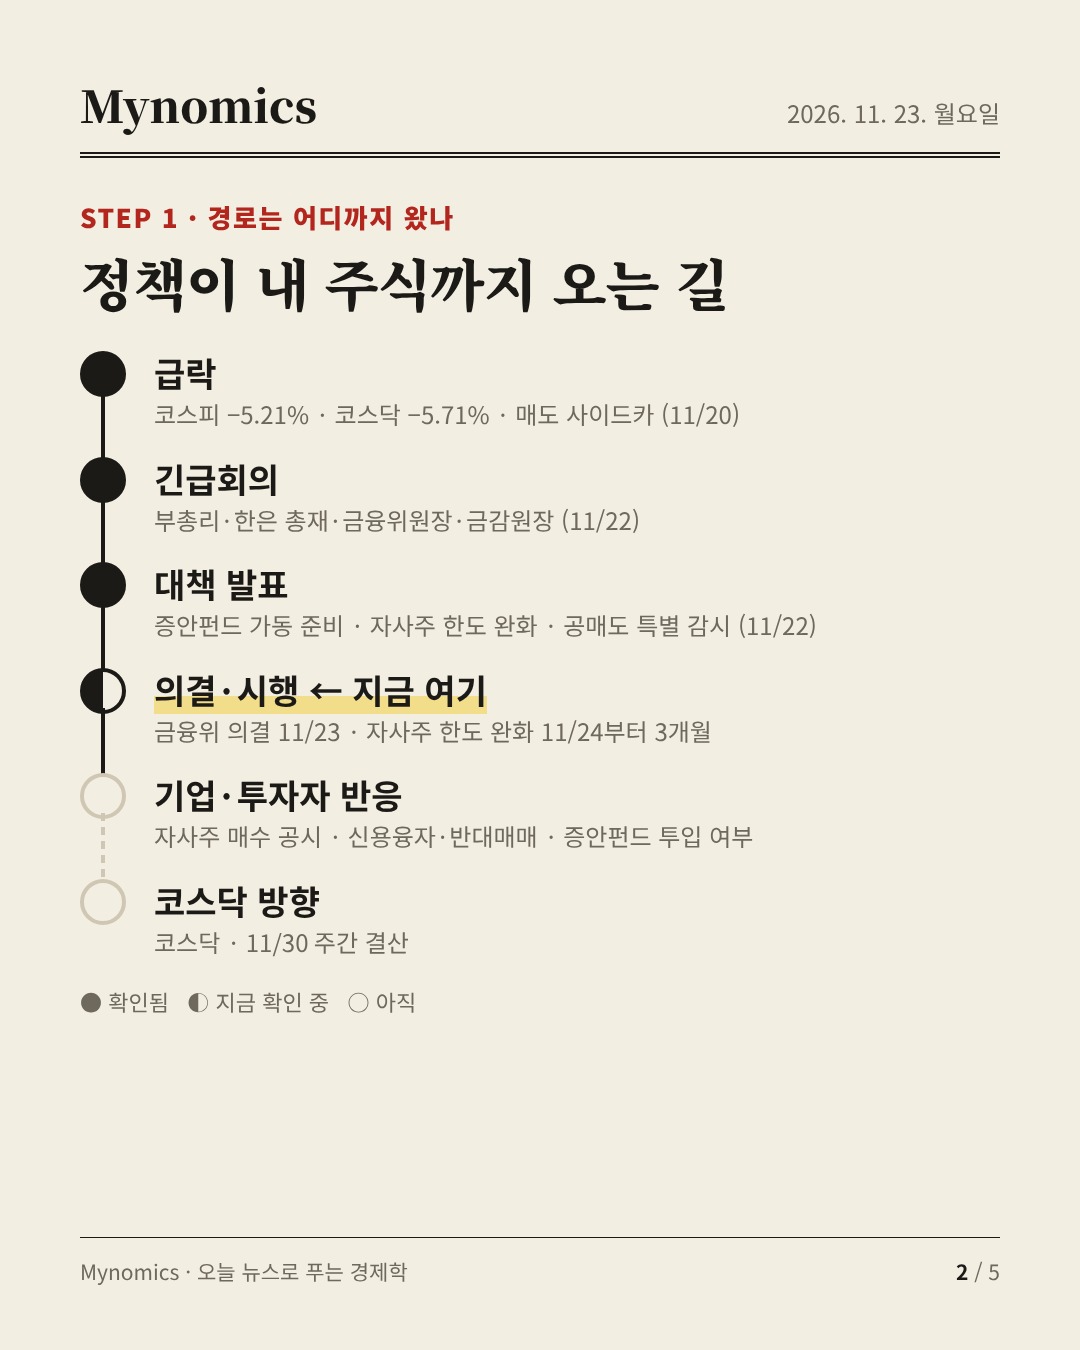 Mynomics
2026. 11. 23. 월요일
STEP 1 · 경로는 어디까지 왔나
정책이 내 주식까지 오는 길
급락
코스피 −5.21% · 코스닥 −5.71% · 매도 사이드카 (11/20)
긴급회의
부총리·한은 총재·금융위원장·금감원장 (11/22)
대책 발표
증안펀드 가동 준비 · 자사주 한도 완화 · 공매도 특별 감시 (11/22)
의결·시행 ← 지금 여기
금융위 의결 11/23 · 자사주 한도 완화 11/24부터 3개월
기업·투자자 반응
자사주 매수 공시 · 신용융자·반대매매 · 증안펀드 투입 여부
코스닥 방향
코스닥 · 11/30 주간 결산
● 확인됨 ◐ 지금 확인 중 ○ 아직
Mynomics · 오늘 뉴스로 푸는 경제학
2 / 5